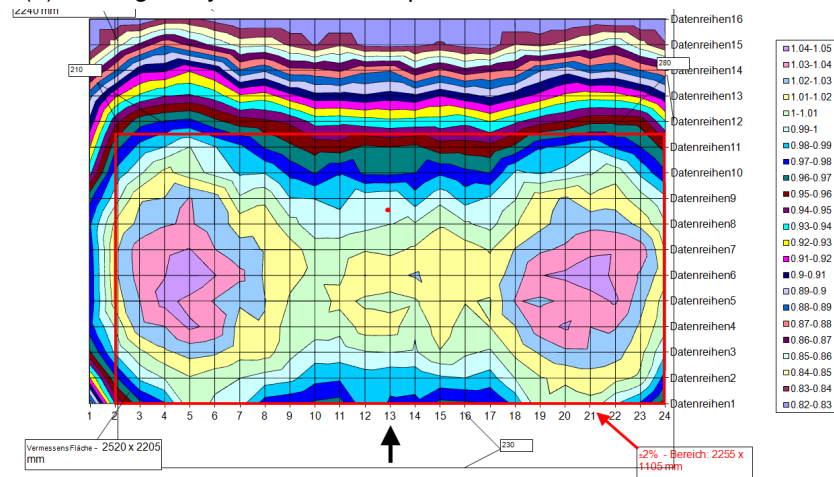 2240 mm
Datenreihen16
Datenreihen15
Datenreihen14
Datenreihen13
Datenreihen12
Datenreihen11
Datenreihen10
Datenreihen9
Datenreihen8
Datenreihen7
Datenreihen6
Datenreihen5
Datenreihen4
Datenreihen3
Datenreihen2
Datenreihen1
210
280
1 2 3 4 5 6 7 8 9 10 11 12 13 14 15 16 17 18 19 20 21 22 23 24
230
Vermessens Fläche - 2520 x 2205
mm
±2% - Bereich: 2255 x
1105 mm
1.04-1.05
1.03-1.04
1.02-1.03
1.01-1.02
1-1.01
0.99-1
0.98-0.99
0.97-0.98
0.96-0.97
0.95-0.96
0.94-0.95
0.93-0.94
0.92-0.93
0.91-0.92
0.9-0.91
0.89-0.9
0.88-0.89
0.87-0.88
0.86-0.87
0.85-0.86
0.84-0.85
0.83-0.84
0.82-0.83